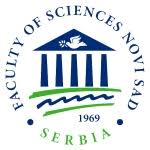 FACULTY OF SCIENCES NOVI SAD
1969
SERBIA